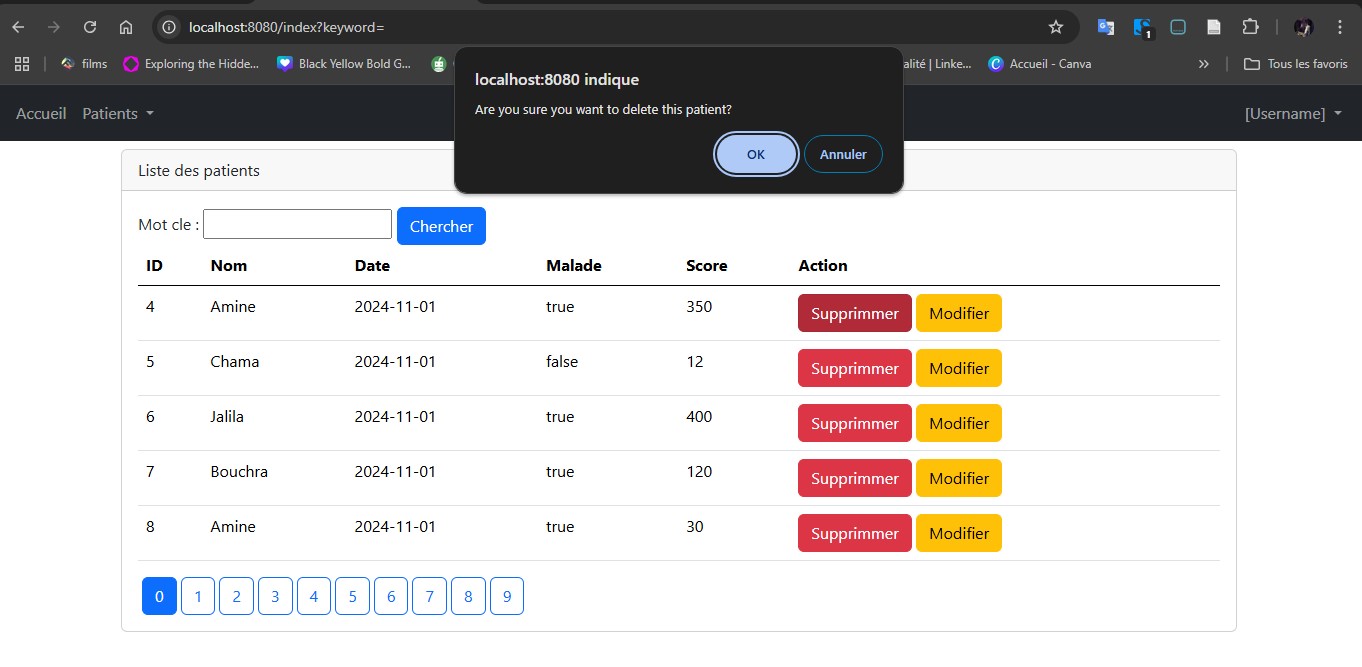 localhost:8080/index?keyword=
films Exploring the Hidde... Black Yellow Bold G... alité | Linke... Accueil - Canva » Tous les favoris
localhost:8080 indique
Are you sure you want to delete this patient?
OK Annuler
Accueil Patients [Username]
Liste des patients
Mot cle : Chercher
ID Nom Date Malade Score Action
4 Amine 2024-11-01 true 350 Supprimmer Modifier
5 Chama 2024-11-01 false 12 Supprimmer Modifier
6 Jalila 2024-11-01 true 400 Supprimmer Modifier
7 Bouchra 2024-11-01 true 120 Supprimmer Modifier
8 Amine 2024-11-01 true 30 Supprimmer Modifier
0 1 2 3 4 5 6 7 8 9